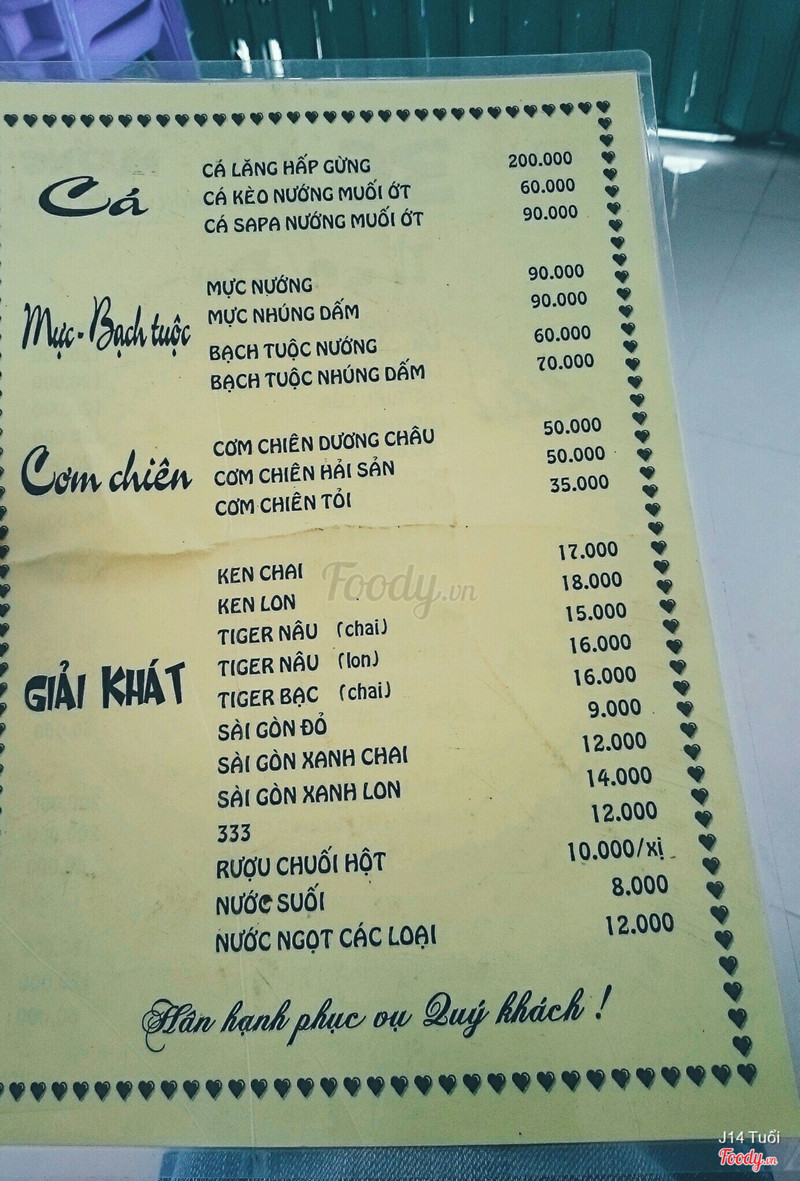 Cá
CÁ LĂNG HẤP GỪNG 200.000
CÁ KÈO NƯỚNG MUỐI ỚT 60.000
CÁ SAPA NƯỚNG MUỐI ỚT 90.000
Mực - Bạch tuộc
MỰC NƯỚNG 90.000
MỰC NHÚNG DẤM 90.000
BẠCH TUỘC NƯỚNG 60.000
BẠCH TUỘC NHÚNG DẤM 70.000
Cơm chiên
CƠM CHIÊN DƯƠNG CHÂU 50.000
CƠM CHIÊN HẢI SẢN 50.000
CƠM CHIÊN TỎI 35.000
GIẢI KHÁT
KEN CHAI 17.000
KEN LON 18.000
TIGER NÂU (chai) 15.000
TIGER NÂU (lon) 16.000
TIGER BẠC (chai) 16.000
SÀI GÒN ĐỎ 9.000
SÀI GÒN XANH CHAI 12.000
SÀI GÒN XANH LON 14.000
333 12.000
RƯỢU CHUỐI HỘT 10.000/xị
NƯỚC SUỐI 8.000
NƯỚC NGỌT CÁC LOẠI 12.000
Hân hạnh phục vụ Quý khách !
Foody.vn
J14 Tuổi
Foody.vn